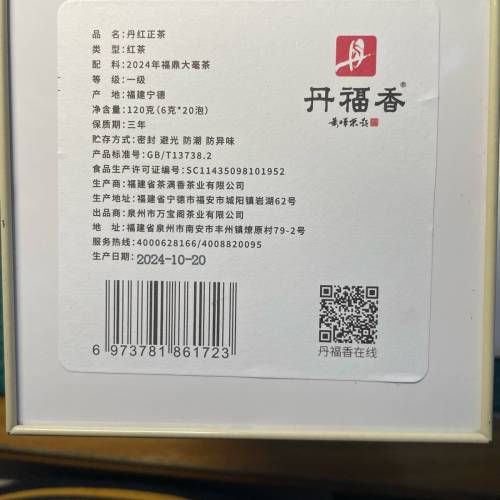 品　名:丹红正茶
类　型:红茶
配　料:2024年福鼎大毫茶
等　级:一级
产　地:福建宁德
净含量:120克(6克*20泡)
保质期:三年
贮存方式:密封 避光 防潮 防异味
产品标准号:GB/T13738.2
食品生产许可证编号:SC11435098101952
生产商:福建省茶满香茶业有限公司
生产地址:福建省宁德市福安市城阳镇岩湖62号
出品商:泉州市万宝阁茶业有限公司
地　址:福建省泉州市南安市丰州镇燎原村79-2号
服务热线:4000628166/4008820095
生产日期:2024-10-20
6 973781 861723
丹
丹福香®
丹福香在线